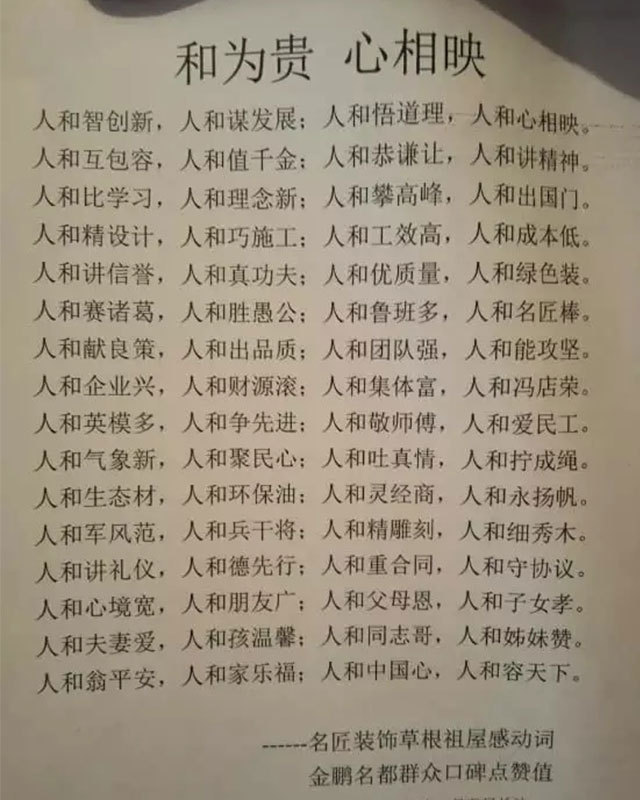 和为贵 心相映
人和智创新，人和谋发展；人和悟道理，人和心相映。
人和互包容，人和值千金；人和恭谦让，人和讲精神。
人和比学习，人和理念新；人和攀高峰，人和出国门。
人和精设计，人和巧施工；人和工效高，人和成本低。
人和讲信誉，人和真功夫；人和优质量，人和绿色装。
人和赛诸葛，人和胜愚公；人和鲁班多，人和名匠棒。
人和献良策，人和出品质；人和团队强，人和能攻坚。
人和企业兴，人和财源滚；人和集体富，人和冯店荣。
人和英模多，人和争先进；人和敬师傅，人和爱民工。
人和气象新，人和聚民心；人和吐真情，人和拧成绳。
人和生态材，人和环保油；人和灵经商，人和永扬帆。
人和军风范，人和兵干将；人和精雕刻，人和细秀木。
人和讲礼仪，人和德先行；人和重合同，人和守协议。
人和心境宽，人和朋友广；人和父母恩，人和子女孝。
人和夫妻爱，人和孩温馨；人和同志哥，人和姊妹赞。
人和翁平安，人和家乐福；人和中国心，人和容天下。
------名匠装饰草根祖屋感动词
金鹏名都群众口碑点赞值